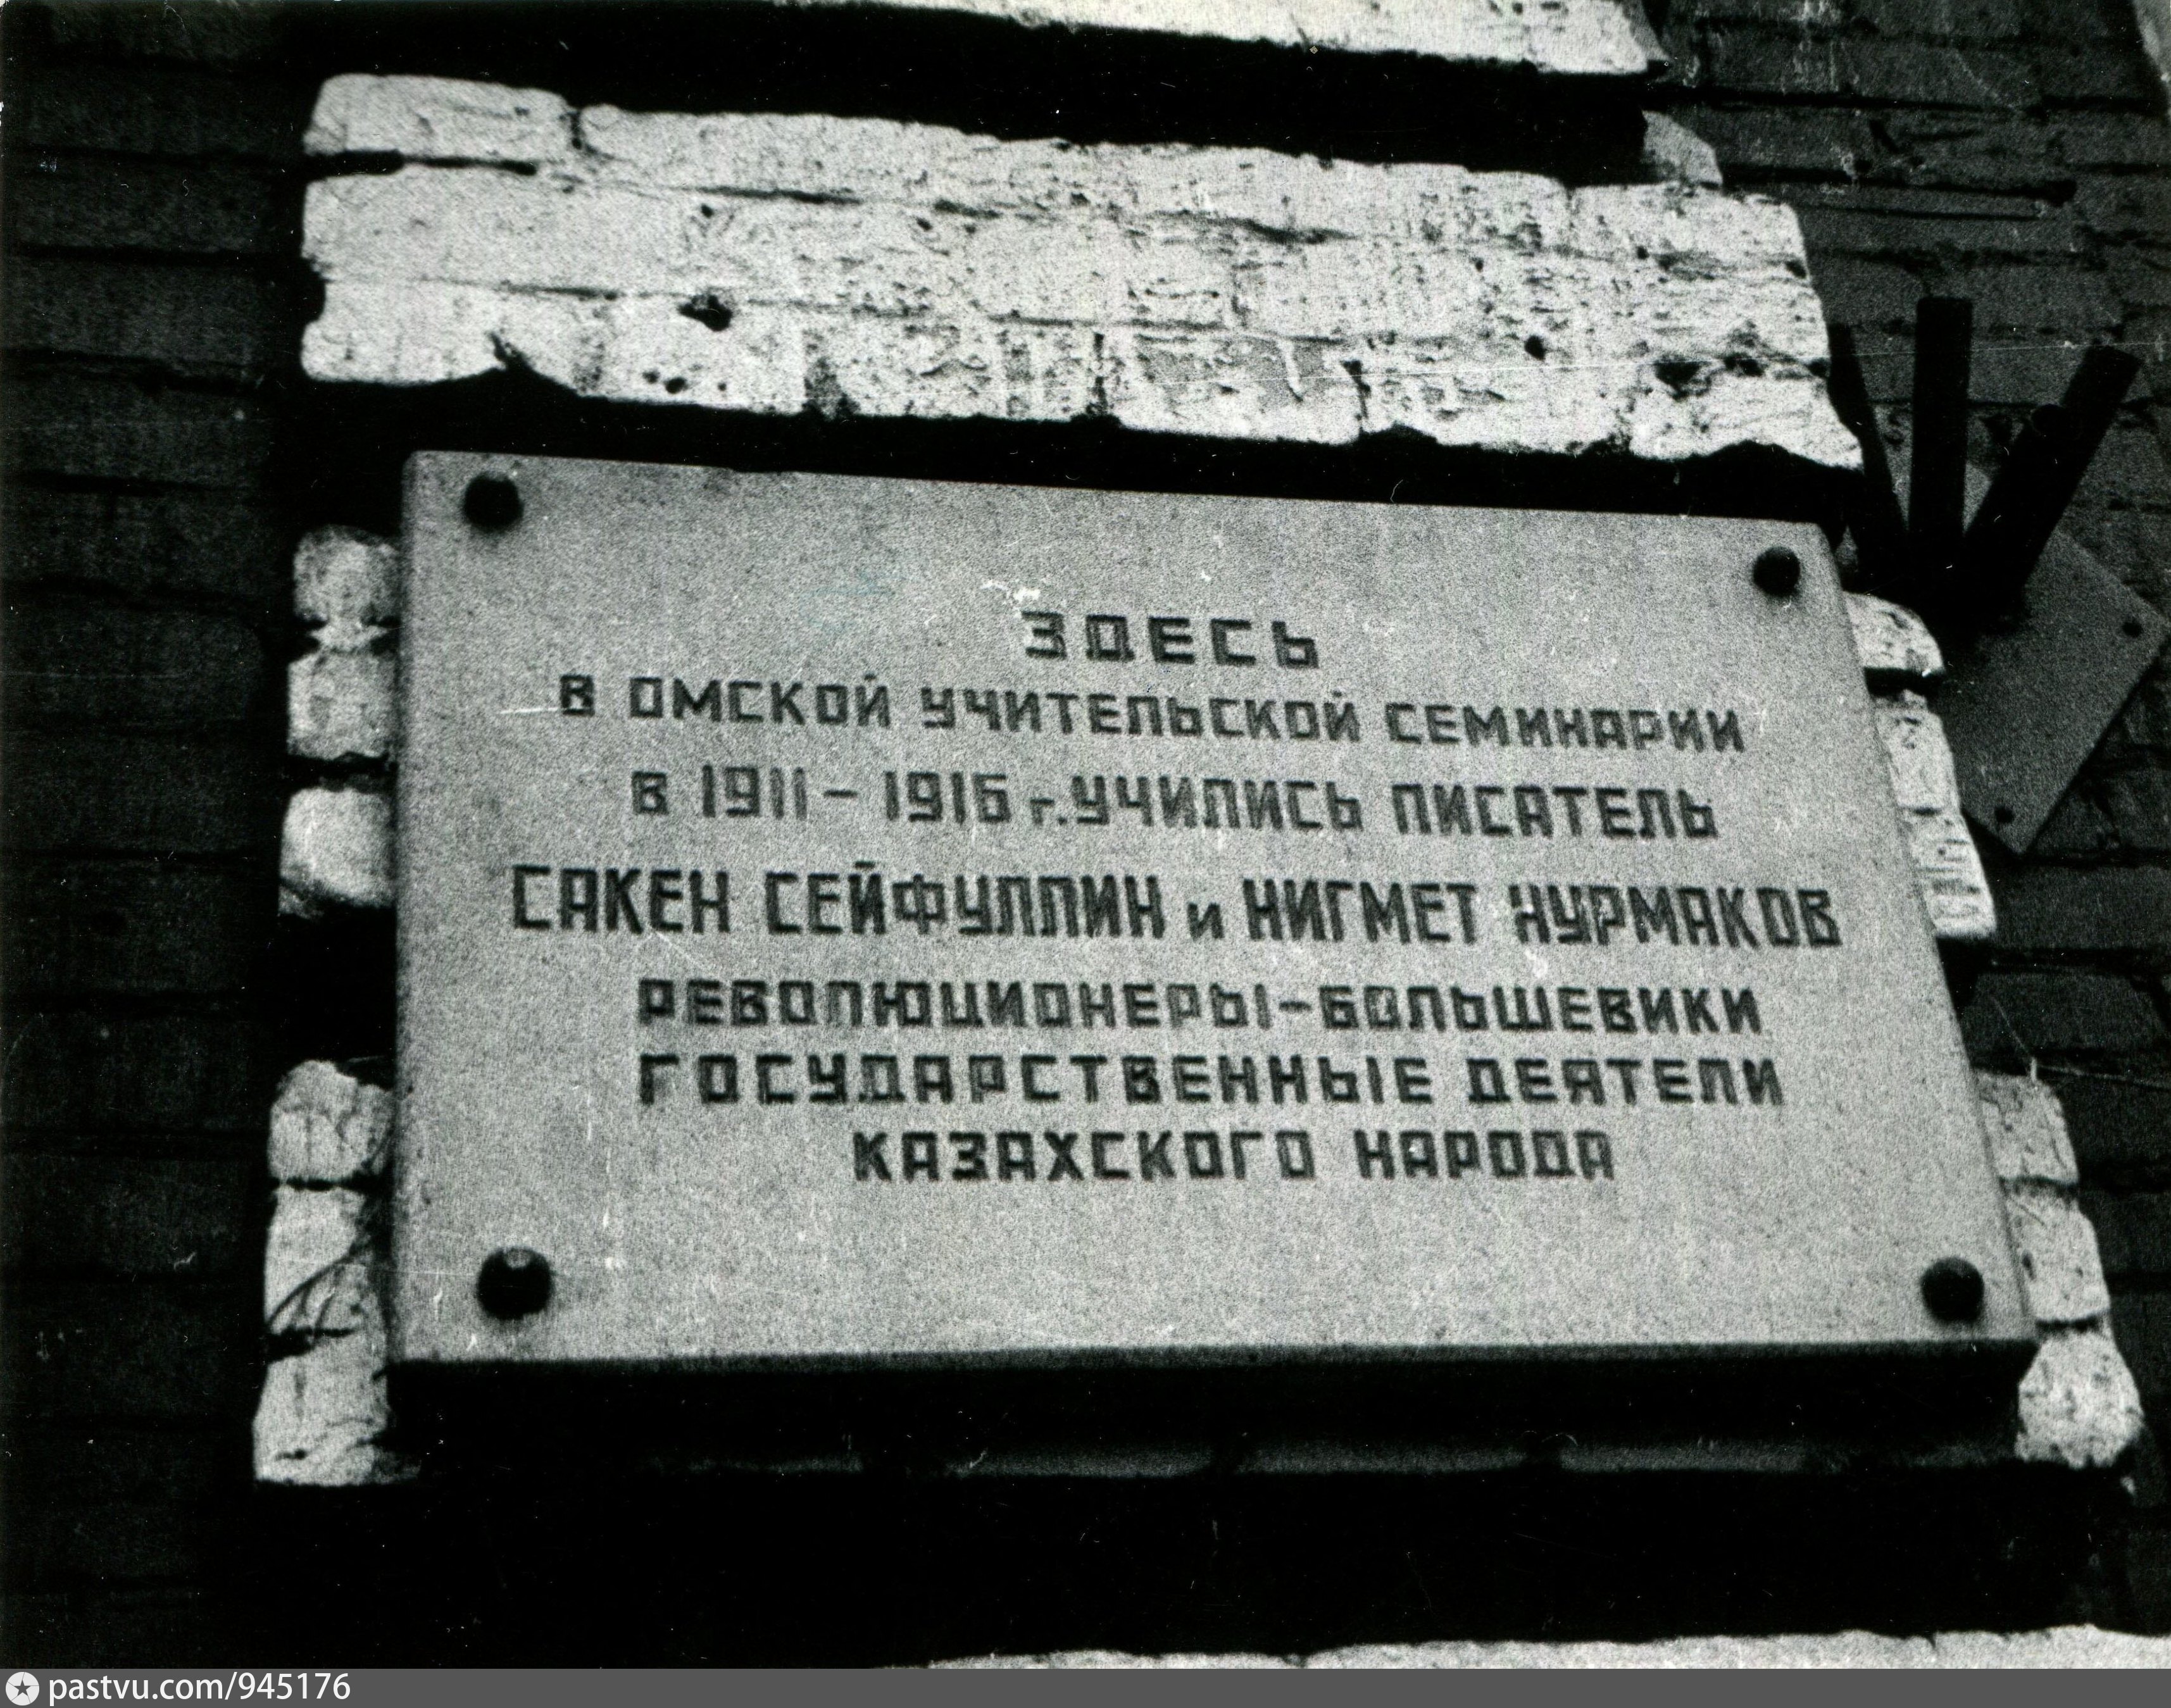 ЗДЕСЬ
В ОМСКОЙ УЧИТЕЛЬСКОЙ СЕМИНАРИИ
В 1911 – 1916 г. УЧИЛИСЬ ПИСАТЕЛЬ
САКЕН СЕЙФУЛЛИН и НИГМЕТ НУРМАКОВ
РЕВОЛЮЦИОНЕРЫ–БОЛЬШЕВИКИ
ГОСУДАРСТВЕННЫЕ ДЕЯТЕЛИ
КАЗАХСКОГО НАРОДА
pastvu.com/945176